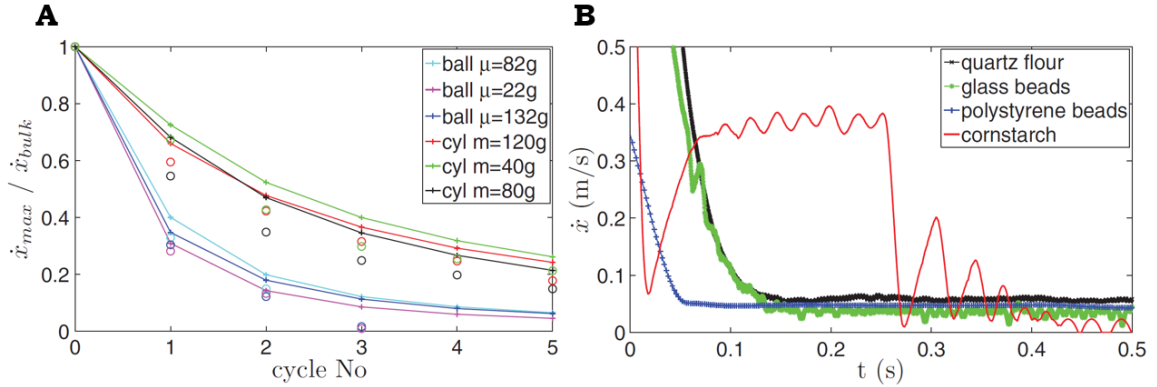 A
B
1
0.8
0.6
0.4
0.2
0
0
1
2
3
4
5
cycle No
ẋmax / ẋbulk
ball μ=82g
ball μ=22g
ball μ=132g
cyl m=120g
cyl m=40g
cyl m=80g
0.5
0.4
0.3
0.2
0.1
0
0
0.1
0.2
0.3
0.4
0.5
t (s)
ẋ (m/s)
quartz flour
glass beads
polystyrene beads
cornstarch